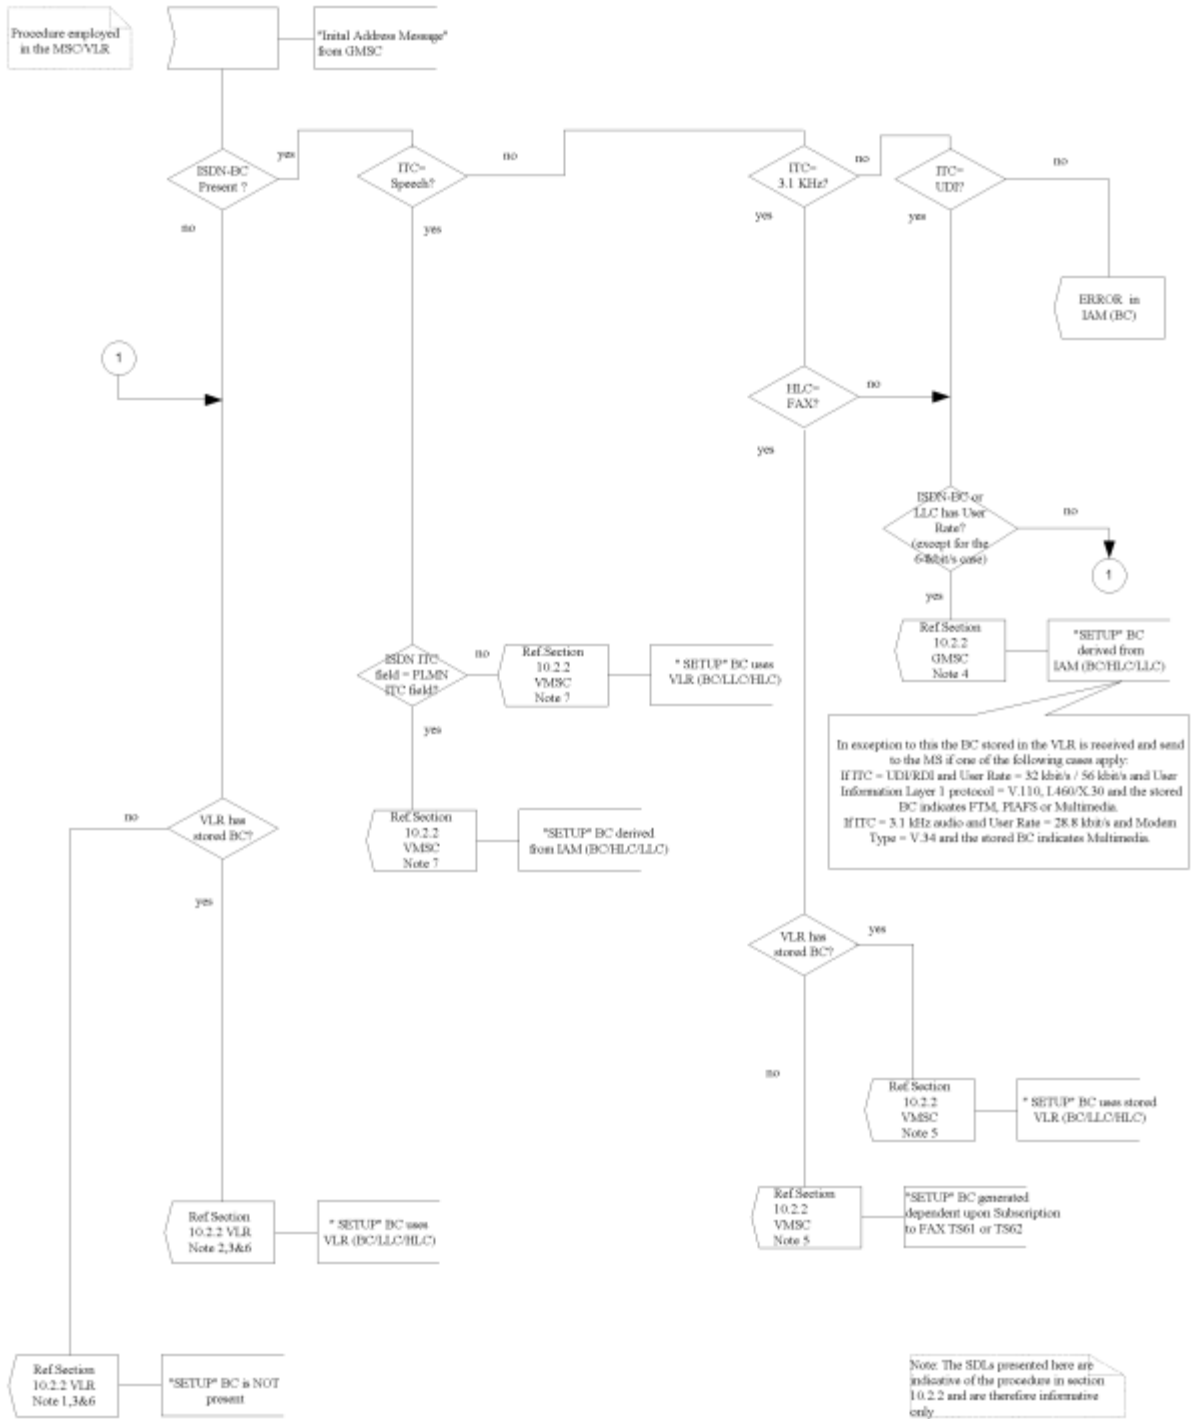 Procedure employed
in the MSC/VLR
"Inital Address Message"
from GMSC
ISDN-BC
Present ?
yes
no
ITC=
Speech?
no
yes
ITC=
3.1 KHz?
no
yes
ITC=
UDI?
no
yes
ERROR in
IAM (BC)
1
HLC=
FAX?
no
yes
ISDN-BC or
LLC has User
Rate?
(except for the
64kbit/s case)
no
1
yes
Ref.Section
10.2.2
GMSC
Note 4
"SETUP" BC
derived from
IAM (BC/HLC/LLC)
ISDN ITC
field = PLMN
ITC field?
no
Ref.Section
10.2.2
VMSC
Note 7
" SETUP" BC uses
VLR (BC/LLC/HLC)
yes
Ref.Section
10.2.2
VMSC
Note 7
"SETUP" BC derived
from IAM (BC/HLC/LLC)
In exception to this the BC stored in the VLR is received and send
to the MS if one of the following cases apply:
If ITC = UDI/RDI and User Rate = 32 kbit/s / 56 kbit/s and User
Information Layer 1 protocol = V.110, I.460/X.30 and the stored
BC indicates FTM, PIAFS or Multimedia.
If ITC = 3.1 kHz audio and User Rate = 28.8 kbit/s and Modem
Type = V.34 and the stored BC indicates Multimedia.
VLR has
stored BC?
no
yes
VLR has
stored BC?
yes
no
Ref.Section
10.2.2
VMSC
Note 5
" SETUP" BC uses stored
VLR (BC/LLC/HLC)
Ref.Section
10.2.2
VMSC
Note 5
"SETUP" BC generated
dependent upon Subscription
to FAX TS61 or TS62
Ref.Section
10.2.2 VLR
Note 2,3&6
" SETUP" BC uses
VLR (BC/LLC/HLC)
Ref.Section
10.2.2 VLR
Note 1,3&6
"SETUP" BC is NOT
present
Note: The SDLs presented here are
indicative of the procedure in section
10.2.2 and are therefore informative
only